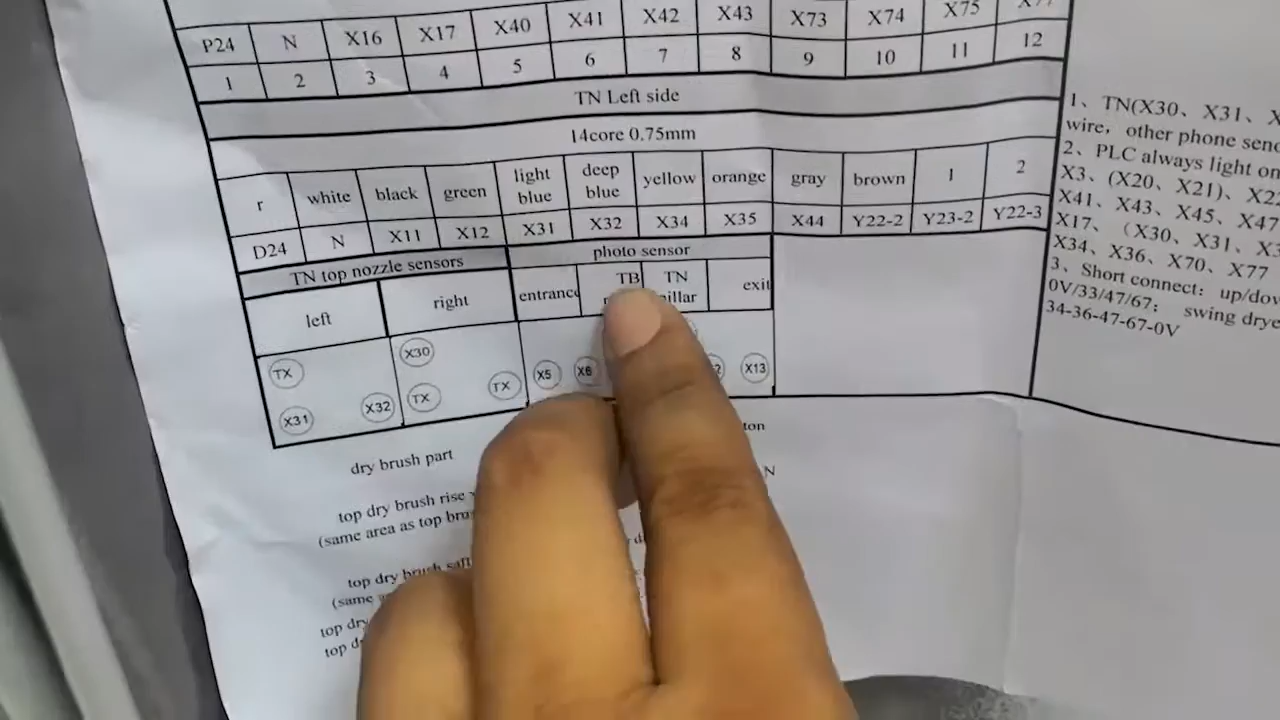 P24 N X16 X17 X40 X41 X42 X43 X73 X74 X75
1 2 3 4 5 6 7 8 9 10 11 12
TN Left side
14core 0.75mm
r white black green light blue deep blue yellow orange gray brown 1 2
D24 N X11 X12 X31 X32 X34 X35 X44 Y22-2 Y23-2 Y22-3
TN top nozzle sensors photo sensor
left right entrance TB TN exit
TX X30
X31 X32 TX TX X5 X6 X13
dry brush part
top dry brush rise
(same area as top
top dry brush
(same
top
top
N
1、TN(X30、X31、
wire, other phone
2、PLC always light on
X3、(X20、X21)、
X41、X43、X45、X47
X17、（X30、X31、
X34、X36、X70、X77
3、Short connect: up/dow
0V/33/47/67； swing
34-36-47-67-0V